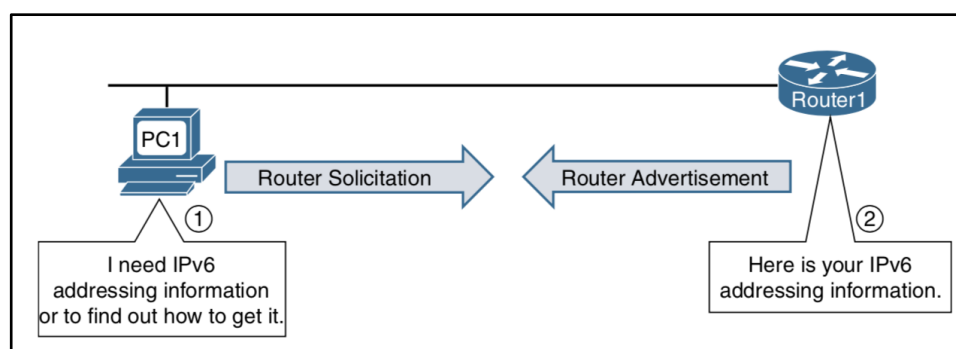 PC1
Router1
Router Solicitation
Router Advertisement
1
I need IPv6
addressing information
or to find out how to get it.
2
Here is your IPv6
addressing information.